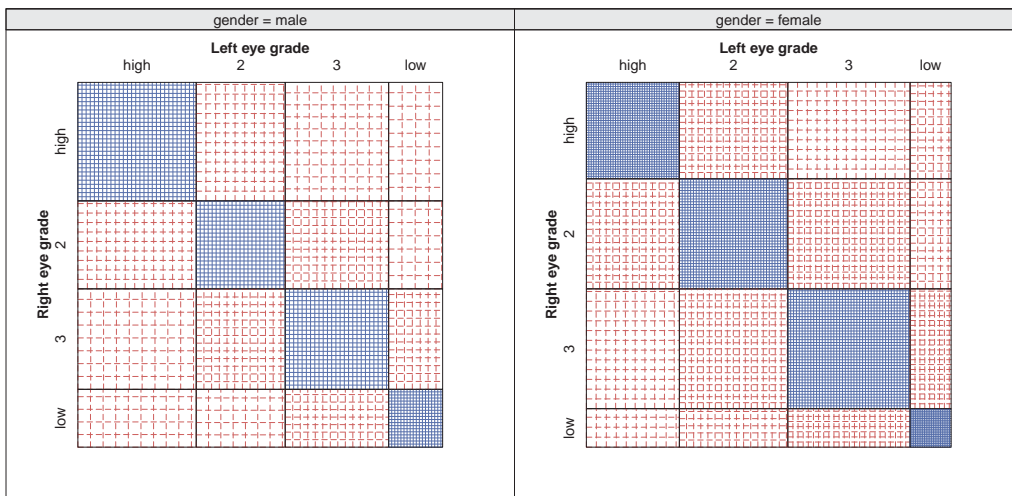 gender = male
Left eye grade
high 2 3 low
Right eye grade
high
2
3
low
gender = female
Left eye grade
high 2 3 low
Right eye grade
high
2
3
low